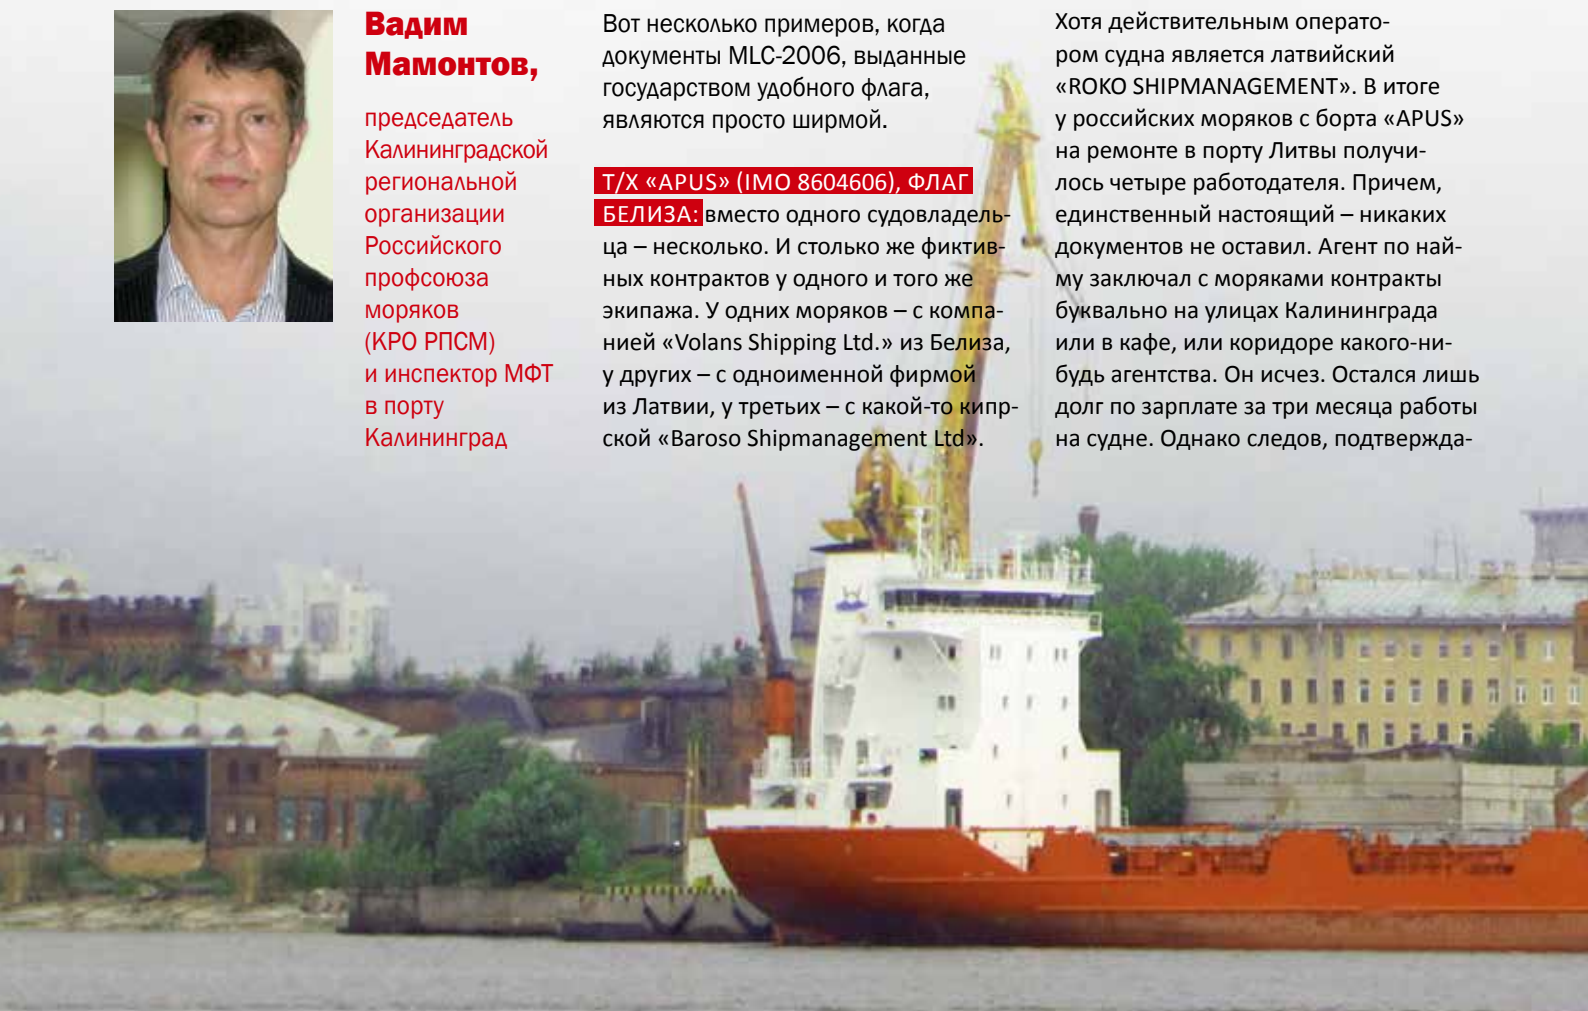 Вадим
Мамонтов,
председатель
Калининградской
региональной
организации
Российского
профсоюза
моряков
(КРО РПСМ)
и инспектор МФТ
в порту
Калининград
Вот несколько примеров, когда
документы MLC-2006, выданные
государством удобного флага,
являются просто ширмой.
Т/Х «APUS» (IMO 8604606), ФЛАГ
БЕЛИЗА: вместо одного судовладель-
ца – несколько. И столько же фиктив-
ных контрактов у одного и того же
экипажа. У одних моряков – с компа-
нией «Volans Shipping Ltd.» из Белиза,
у других – с одноименной фирмой
из Латвии, у третьих – с какой-то кипр-
ской «Baroso Shipmanagement Ltd».
Хотя действительным операто-
ром судна является латвийский
«ROKO SHIPMANAGEMENT». В итоге
у российских моряков с борта «APUS»
на ремонте в порту Литвы получи-
лось четыре работодателя. Причем,
единственный настоящий – никаких
документов не оставил. Агент по най-
му заключал с моряками контракты
буквально на улицах Калининграда
или в кафе, или коридоре какого-ни-
будь агентства. Он исчез. Остался лишь
долг по зарплате за три месяца работы
на судне. Однако следов, подтвержда-